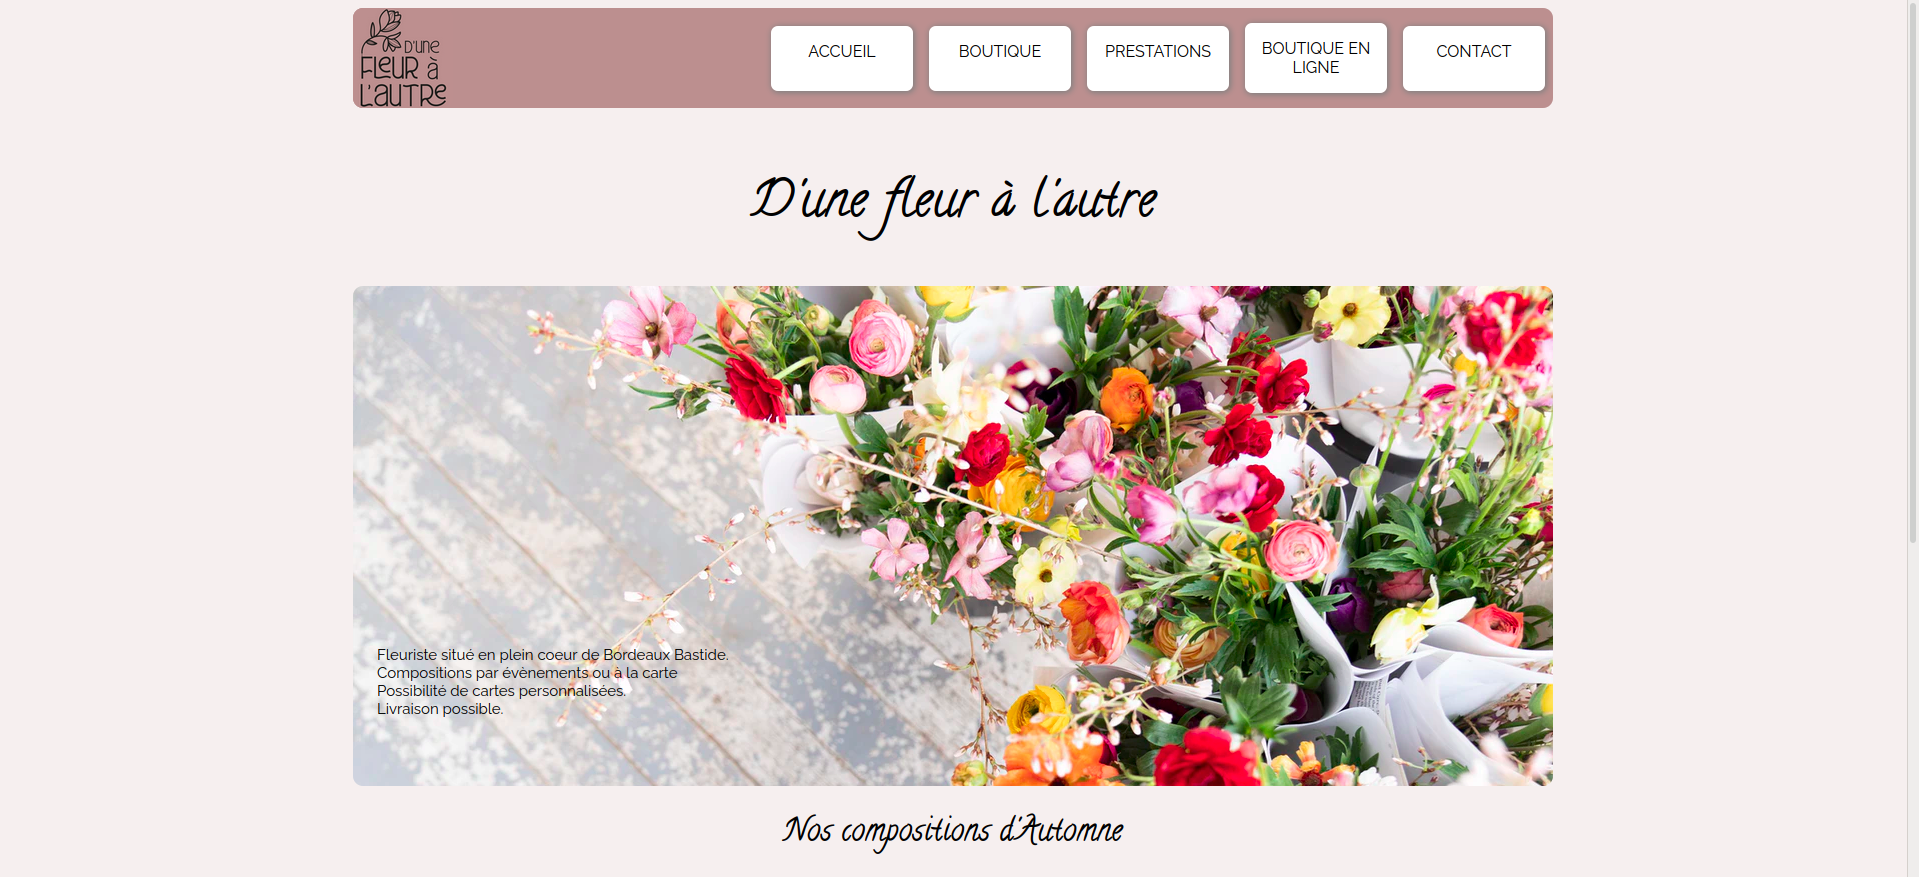 D'UNE
FLEUR à
L'AUTRE
ACCUEIL
BOUTIQUE
PRESTATIONS
BOUTIQUE EN
LIGNE
CONTACT
D'une fleur à l'autre
Fleuriste situé en plein coeur de Bordeaux Bastide.
Compositions par évènements ou à la carte
Possibilité de cartes personnalisées.
Livraison possible.
Nos compositions d'Automne